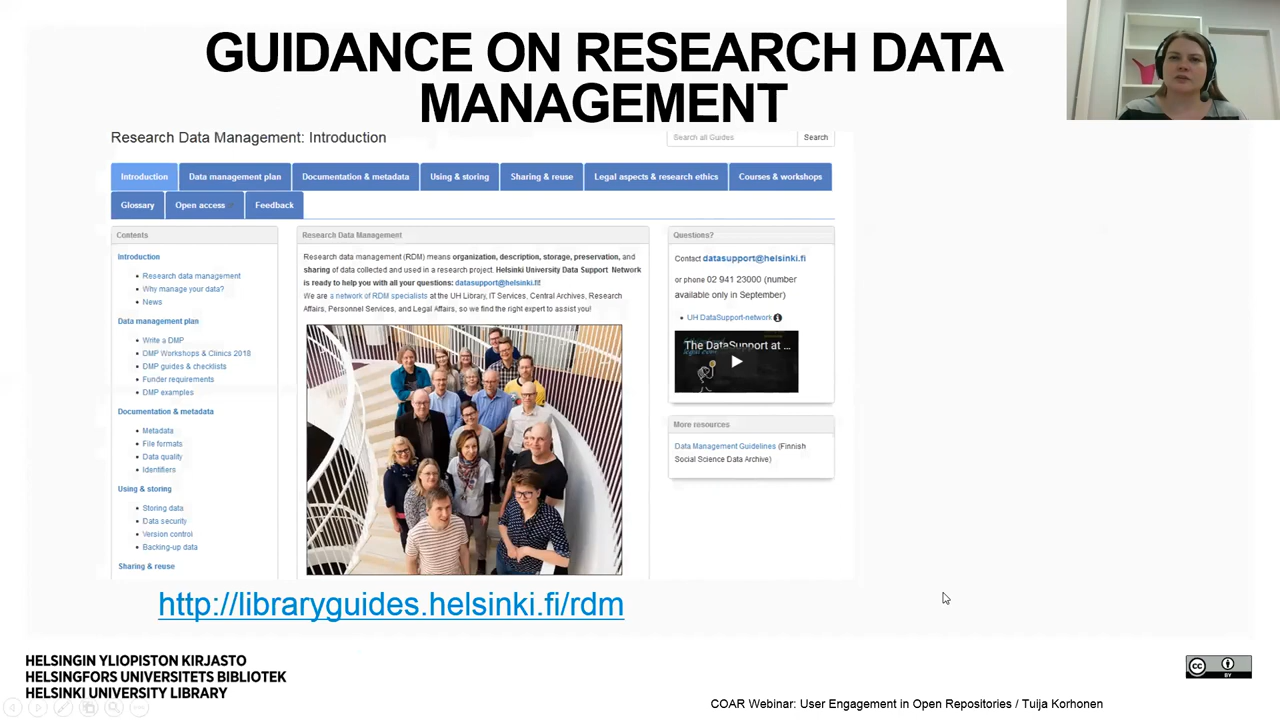 GUIDANCE ON RESEARCH DATA
MANAGEMENT
Research Data Management: Introduction
Search all Guides
Search
Introduction
Data management plan
Documentation & metadata
Using & storing
Sharing & reuse
Legal aspects & research ethics
Courses & workshops
Glossary
Open access
Feedback
Contents
Introduction
Research data management
Why manage your data?
News
Data management plan
Write a DMP
DMP Workshops & Clinics 2018
DMP guides & checklists
Funder requirements
DMP examples
Documentation & metadata
Metadata
File formats
Data quality
Identifiers
Using & storing
Storing data
Data security
Version control
Backing-up data
Sharing & reuse
Research Data Management
Research data management (RDM) means organization, description, storage, preservation, and
sharing of data collected and used in a research project. Helsinki University Data Support Network
is ready to help you with all your questions: datasupport@helsinki.fi!
We are a network of RDM specialists at the UH Library, IT Services, Central Archives, Research
Affairs, Personnel Services, and Legal Affairs, so we find the right expert to assist you!
Questions?
Contact datasupport@helsinki.fi
or phone 02 941 23000 (number
available only in September)
UH DataSupport-network
The DataSupport at ...
More resources
Data Management Guidelines (Finnish
Social Science Data Archive)
http://libraryguides.helsinki.fi/rdm
HELSINGIN YLIOPISTON KIRJASTO
HELSINGFORS UNIVERSITETS BIBLIOTEK
HELSINKI UNIVERSITY LIBRARY
CC BY
COAR Webinar: User Engagement in Open Repositories / Tuija Korhonen